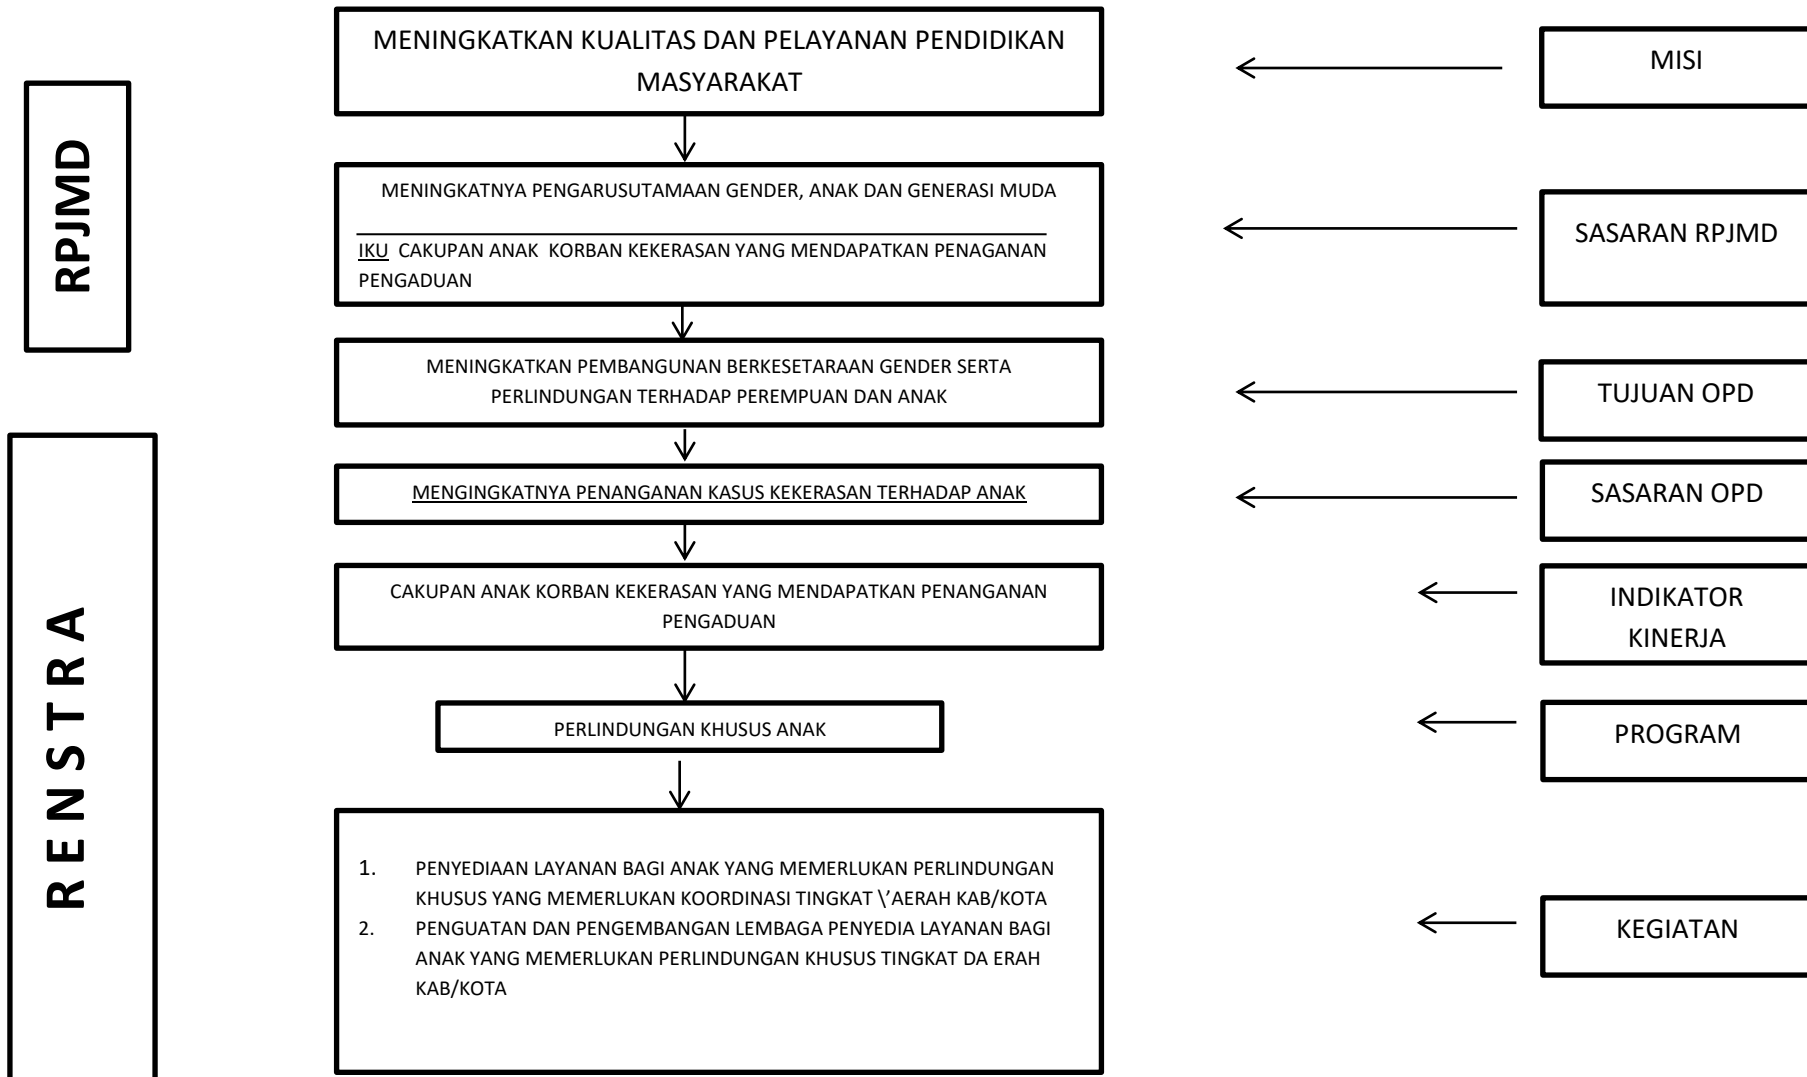 MENINGKATKAN KUALITAS DAN PELAYANAN PENDIDIKAN
MASYARAKAT
MISI
RPJMD
MENINGKATNYA PENGARUSUTAMAAN GENDER, ANAK DAN GENERASI MUDA
IKU CAKUPAN ANAK KORBAN KEKERASAN YANG MENDAPATKAN PENAGANAN
PENGADUAN
SASARAN RPJMD
MENINGKATKAN PEMBANGUNAN BERKESETARAAN GENDER SERTA
PERLINDUNGAN TERHADAP PEREMPUAN DAN ANAK
TUJUAN OPD
RENSTRA
MENGINGKATNYA PENANGANAN KASUS KEKERASAN TERHADAP ANAK
SASARAN OPD
CAKUPAN ANAK KORBAN KEKERASAN YANG MENDAPATKAN PENANGANAN
PENGADUAN
INDIKATOR
KINERJA
PERLINDUNGAN KHUSUS ANAK
PROGRAM
1. PENYEDIAAN LAYANAN BAGI ANAK YANG MEMERLUKAN PERLINDUNGAN
KHUSUS YANG MEMERLUKAN KOORDINASI TINGKAT \’AERAH KAB/KOTA
2. PENGUATAN DAN PENGEMBANGAN LEMBAGA PENYEDIA LAYANAN BAGI
ANAK YANG MEMERLUKAN PERLINDUNGAN KHUSUS TINGKAT DA ERAH
KAB/KOTA
KEGIATAN